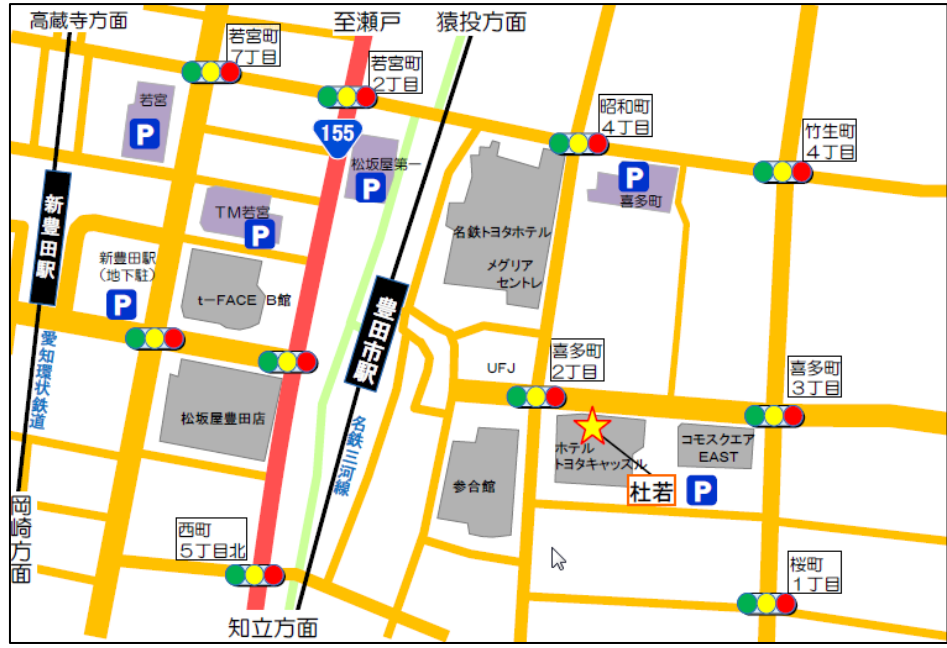 高蔵寺方面
至瀬戸
猿投方面
若宮町
7丁目
若宮町
2丁目
昭和町
4丁目
竹生町
4丁目
若宮
P
155
松坂屋第一
P
P
喜多町
TM若宮
P
新豊田駅
新豊田駅
(地下駐)
P
名鉄トヨタホテル
メグリア
セントレ
t-FACE B館
豊田市駅
愛知環状鉄道
UFJ
喜多町
2丁目
喜多町
3丁目
松坂屋豊田店
名鉄三河線
参合館
ホテル
トヨタキャッスル
コモスクエア
EAST
杜若
P
岡崎方面
西町
5丁目北
桜町
1丁目
知立方面